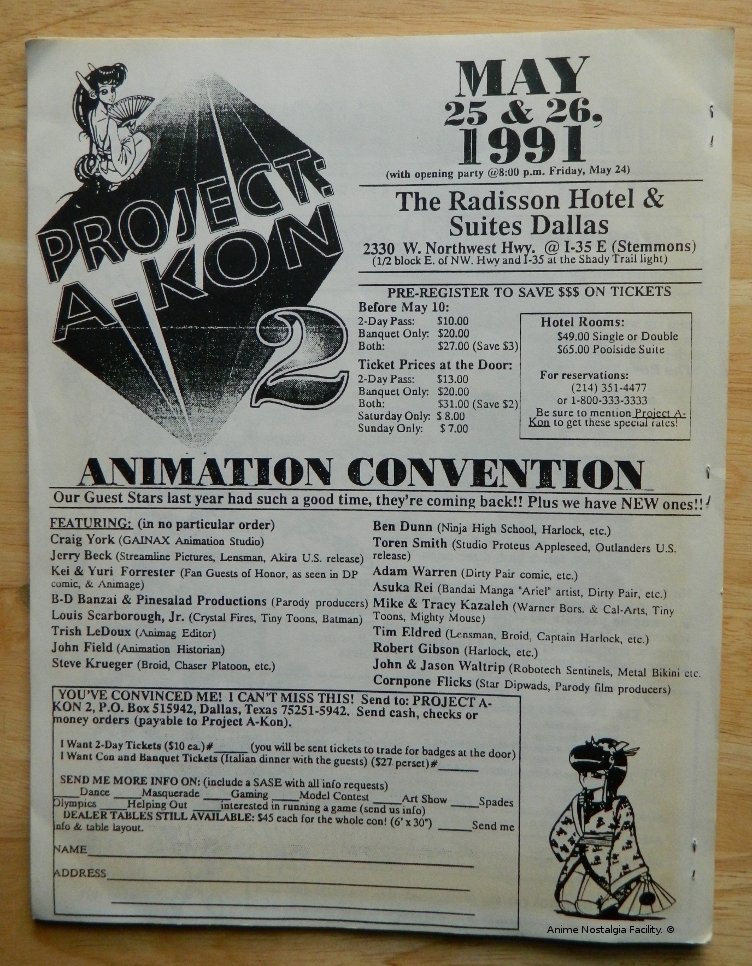 PROJECT:
A-KON
2
MAY
25 & 26,
1991
(with opening party @8:00 p.m. Friday, May 24)
The Radisson Hotel &
Suites Dallas
2330 W. Northwest Hwy. @ I-35 E (Stemmons)
(1/2 block E. of NW. Hwy and I-35 at the Shady Trail light)
PRE-REGISTER TO SAVE $$$ ON TICKETS
Before May 10:
2-Day Pass: $10.00
Banquet Only: $20.00
Both: $27.00 (Save $3)
Ticket Prices at the Door:
2-Day Pass: $13.00
Banquet Only: $20.00
Both: $31.00 (Save $2)
Saturday Only: $ 8.00
Sunday Only: $ 7.00
Hotel Rooms:
$49.00 Single or Double
$65.00 Poolside Suite
For reservations:
(214) 351-4477
or 1-800-333-3333
Be sure to mention Project A-
Kon to get these special rates!
ANIMATION CONVENTION
Our Guest Stars last year had such a good time, they're coming back!! Plus we have NEW ones!!
FEATURING: (in no particular order)
Craig York (GAINAX Animation Studio)
Jerry Beck (Streamline Pictures, Lensman, Akira U.S. release)
Kei & Yuri Forrester (Fan Guests of Honor, as seen in DP
comic, & Animage)
B-D Banzai & Pinesalad Productions (Parody producers)
Louis Scarborough, Jr. (Crystal Fires, Tiny Toons, Batman)
Trish LeDoux (Animag Editor)
John Field (Animation Historian)
Steve Krueger (Broid, Chaser Platoon, etc.)
Ben Dunn (Ninja High School, Harlock, etc.)
Toren Smith (Studio Proteus Appleseed, Outlanders U.S.
release)
Adam Warren (Dirty Pair comic, etc.)
Asuka Rei (Bandai Manga "Ariel" artist, Dirty Pair, etc.)
Mike & Tracy Kazaleh (Warner Bors. & Cal-Arts, Tiny
Toons, Mighty Mouse)
Tim Eldred (Lensman, Broid, Captain Harlock, etc.)
Robert Gibson (Harlock, etc.)
John & Jason Waltrip (Robotech Sentinels, Metal Bikini etc.
Cornpone Flicks (Star Dipwads, Parody film producers)
YOU'VE CONVINCED ME! I CAN'T MISS THIS! Send to: PROJECT A-
KON 2, P.O. Box 515942, Dallas, Texas 75251-5942. Send cash, checks or
money orders (payable to Project A-Kon).
I Want 2-Day Tickets ($10 ea.)#_____ (you will be sent tickets to trade for badges at the door)
I Want Con and Banquet Tickets (Italian dinner with the guests) ($27 perset)#_____
SEND ME MORE INFO ON: (include a SASE with all info requests)
____Dance ____Masquerade ____Gaming ____Model Contest ____Art Show ____Spades
Olympics ____Helping Out ____interested in running a game (send us info)
DEALER TABLES STILL AVAILABLE: $45 each for the whole con! (6' x 30") ____Send me
info & table layout.
NAME
ADDRESS
Anime Nostalgia Facility. ©